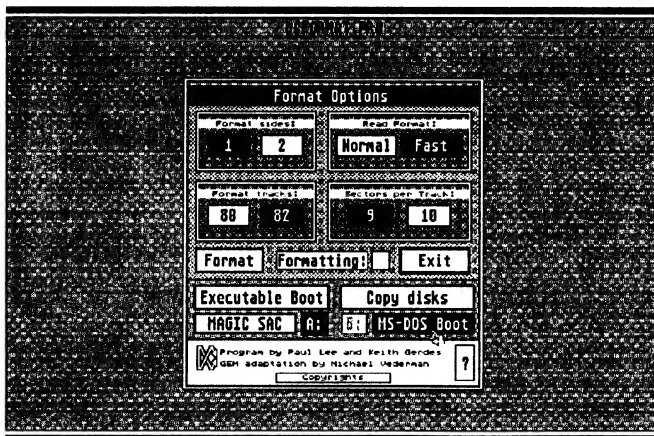 Format Options
Format sides:
1 2
Read Format:
Normal Fast
Format tracks:
80 82
Sectors per Track:
9 10
Format Formatting: Exit
Executable Boot Copy disks
MAGIC SAC A: B: MS-DOS Boot
Program by Paul Lee and Keith Gerdes
GEM adaptation by Michael Vederman
?
Copyrights